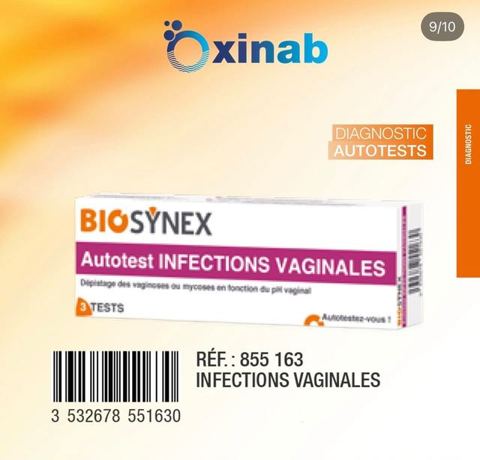 Oxinab
9/10
DIAGNOSTIC
AUTOTESTS
DIAGNOSTIC
BIOSYNEX
Autotest INFECTIONS VAGINALES
Dépistage des vaginoses ou mycoses en fonction du pH vaginal
3 TESTS
Autotestez-vous !
BIOSYNEX
RÉF. : 855 163
INFECTIONS VAGINALES
3 532678 551630